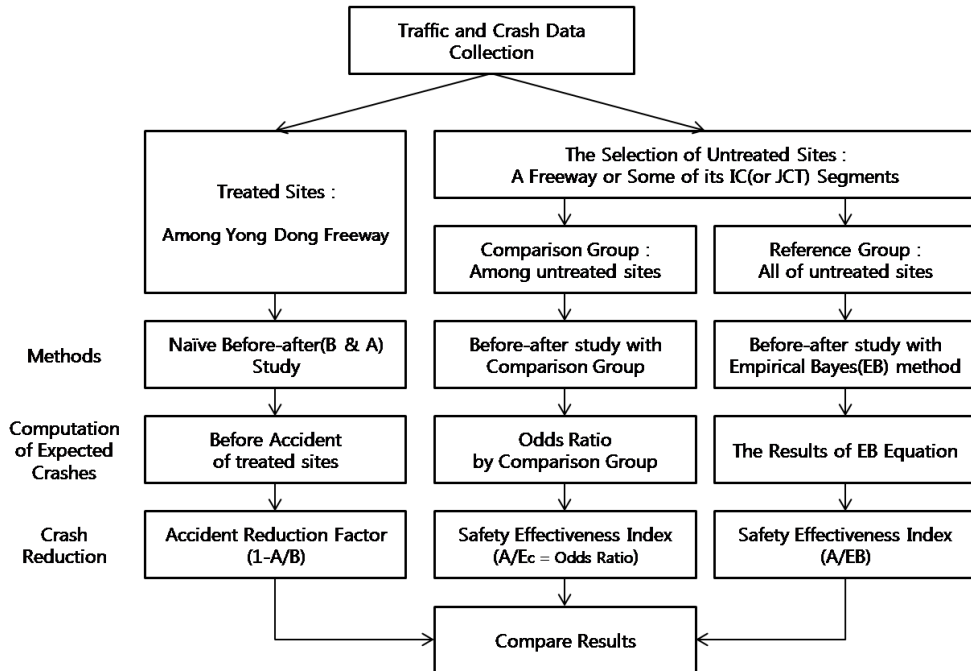 Traffic and Crash Data
Collection
Treated Sites :
Among Yong Dong Freeway
The Selection of Untreated Sites :
A Freeway or Some of its IC(or JCT) Segments
Comparison Group :
Among untreated sites
Reference Group :
All of untreated sites
Methods
Naïve Before-after(B & A)
Study
Before-after study with
Comparison Group
Before-after study with
Empirical Bayes(EB) method
Computation
of Expected
Crashes
Before Accident
of treated sites
Odds Ratio
by Comparison Group
The Results of EB Equation
Crash
Reduction
Accident Reduction Factor
(1-A/B)
Safety Effectiveness Index
(A/Ec = Odds Ratio)
Safety Effectiveness Index
(A/EB)
Compare Results